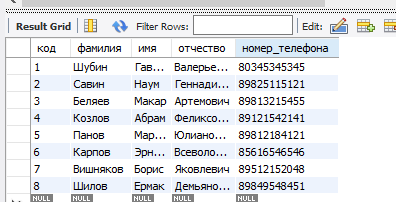 Result Grid Filter Rows: Edit:
код фамилия имя отчество номер_телефона
1 Шубин Гав... Валерье... 80345345345
2 Савин Наум Геннади... 89825115121
3 Беляев Макар Артемович 89813215455
4 Козлов Абрам Феликсо... 89121542141
5 Панов Мар... Юлиано... 89812184121
6 Карпов Эрн... Всеволо... 85616546546
7 Вишняков Борис Яковлевич 89512152048
8 Шилов Ермак Демьяно... 89849548451
NULL NULL NULL NULL NULL